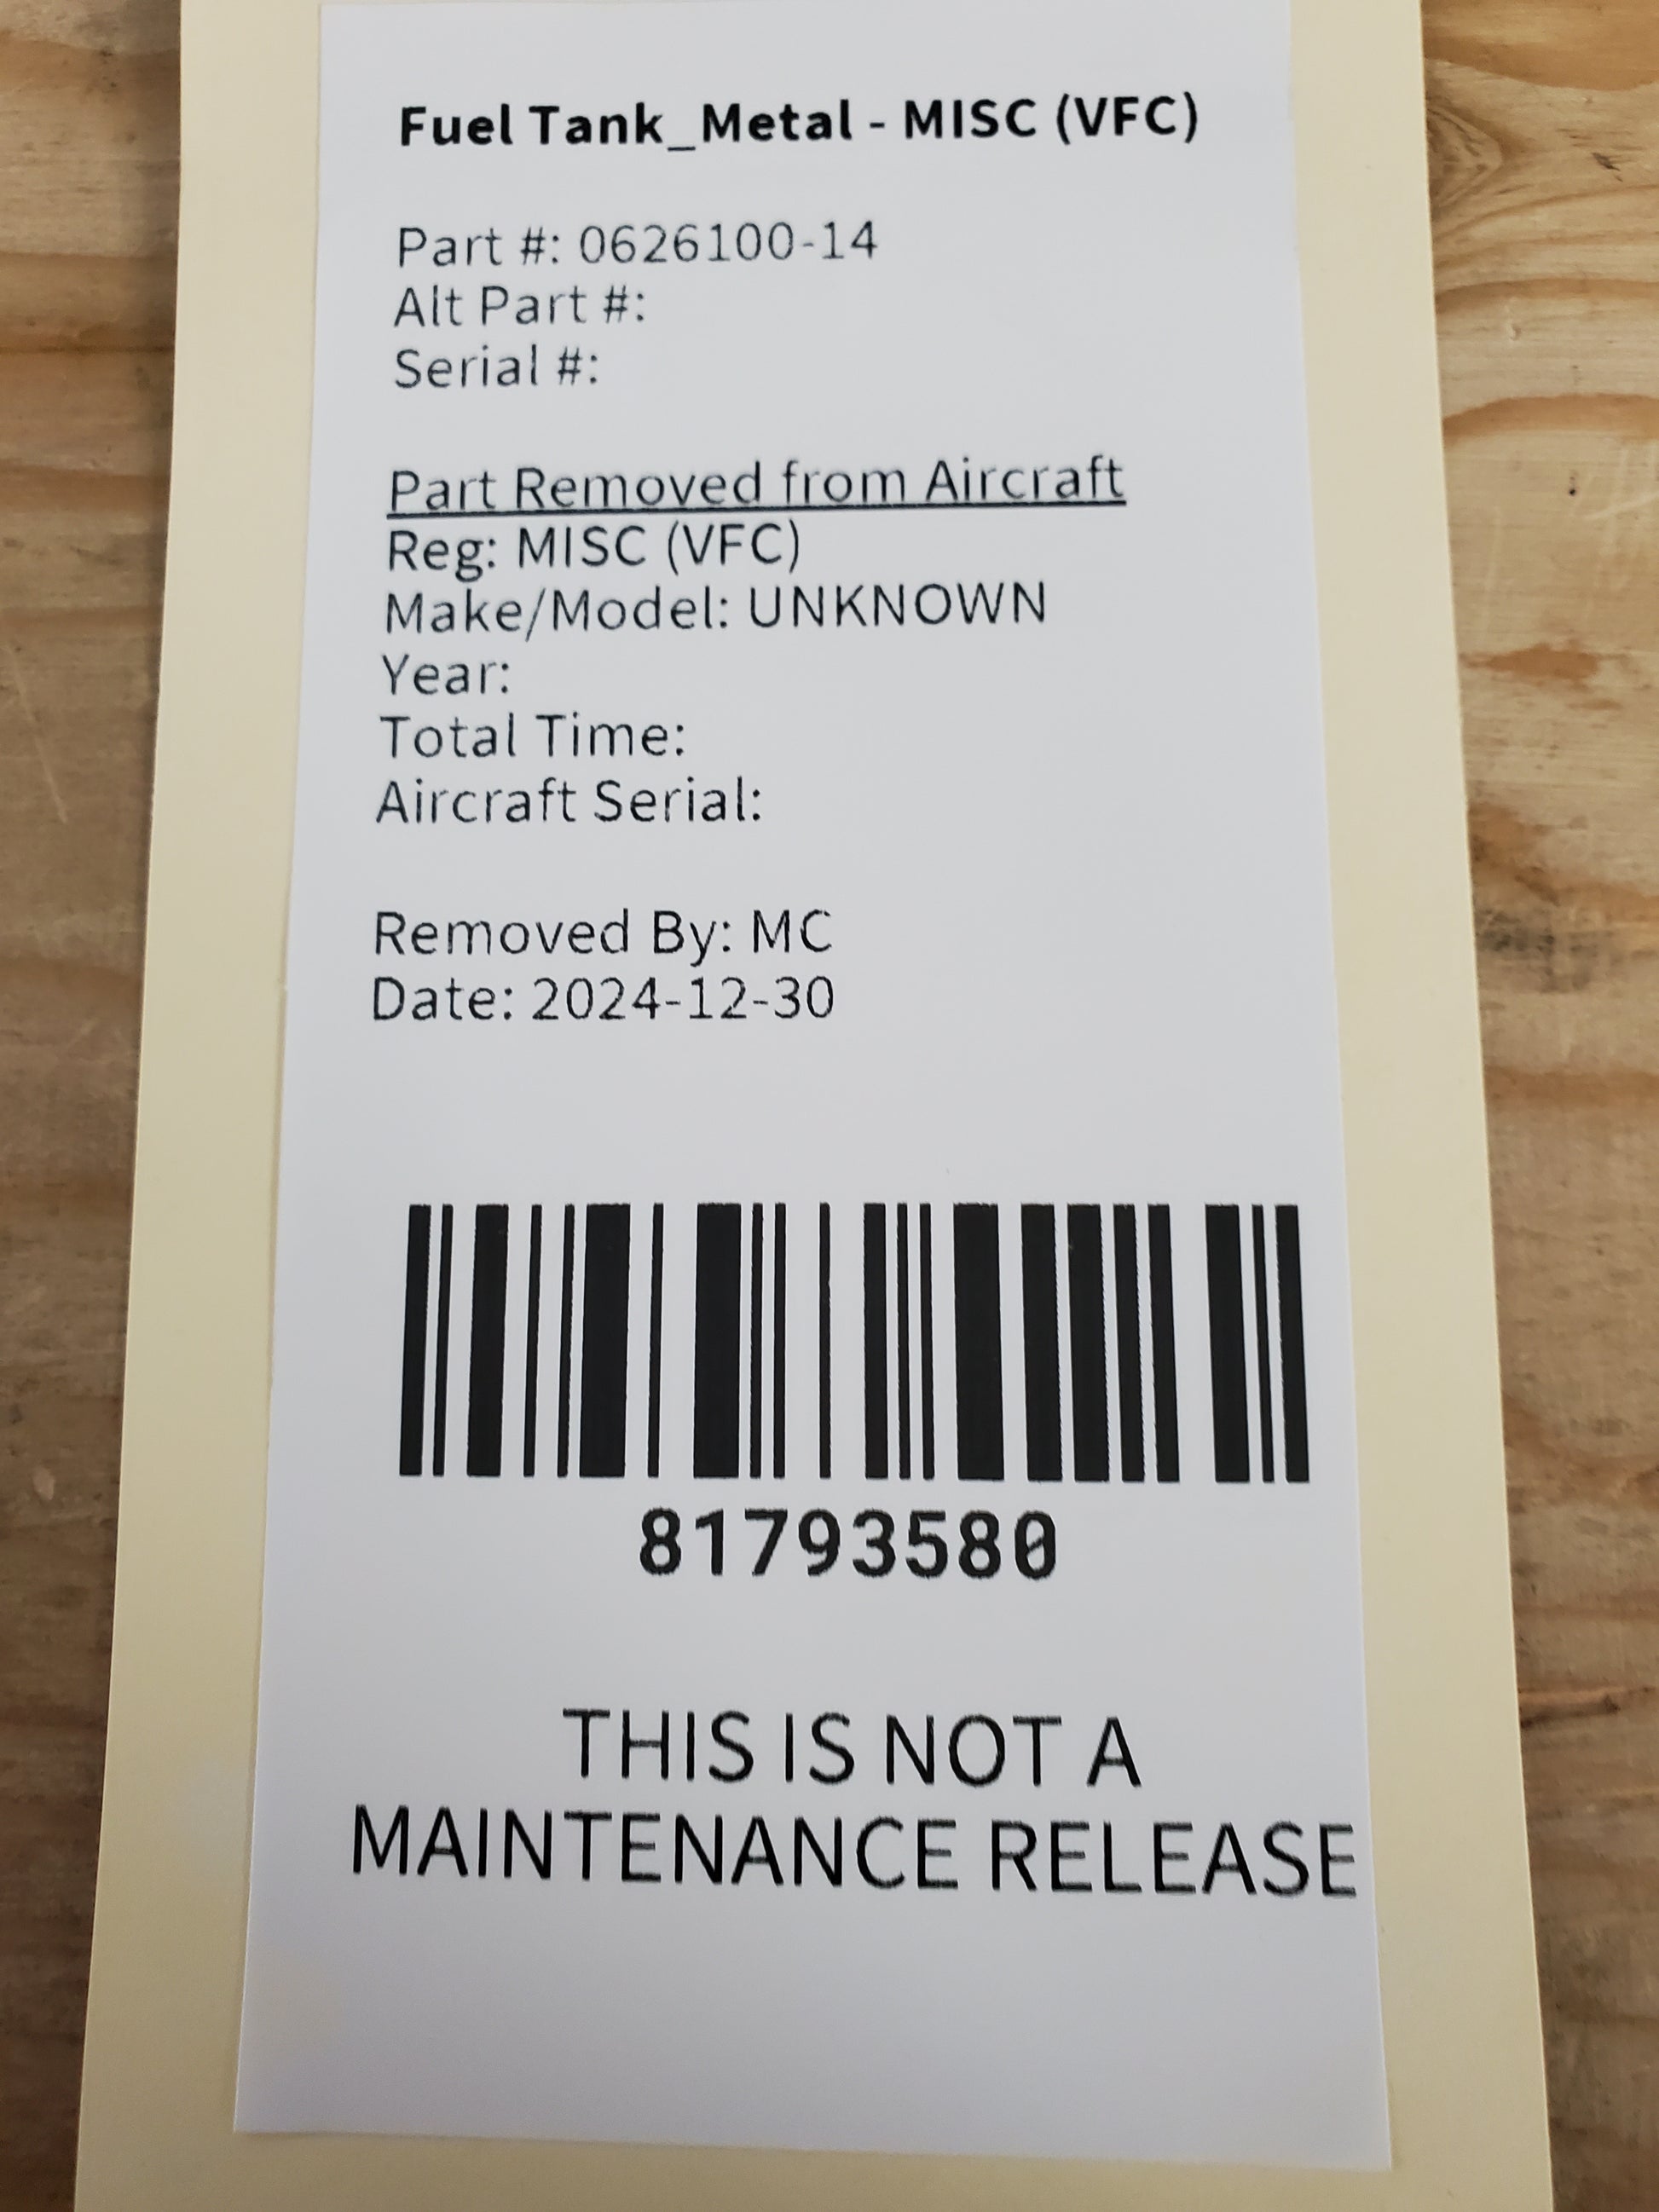 Fuel Tank_Metal - MISC (VFC)
Part #: 0626100-14
Alt Part #:
Serial #:
Part Removed from Aircraft
Reg: MISC (VFC)
Make/Model: UNKNOWN
Year:
Total Time:
Aircraft Serial:
Removed By: MC
Date: 2024-12-30
81793580
THIS IS NOT A
MAINTENANCE RELEASE